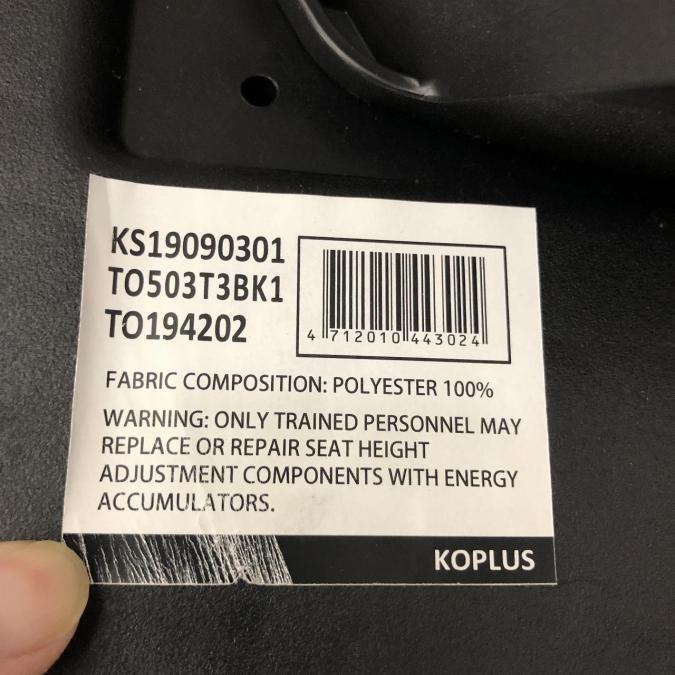 KS19090301
TO503T3BK1
TO194202
4 712010 443024
FABRIC COMPOSITION: POLYESTER 100%
WARNING: ONLY TRAINED PERSONNEL MAY
REPLACE OR REPAIR SEAT HEIGHT
ADJUSTMENT COMPONENTS WITH ENERGY
ACCUMULATORS.
KOPLUS